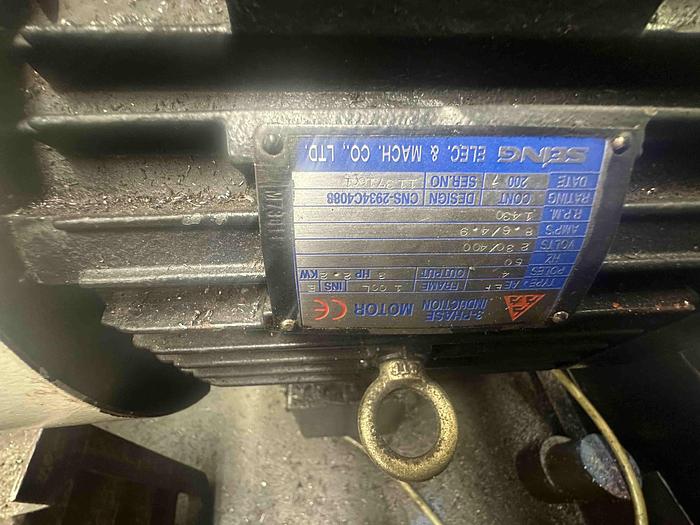 3-PHASE
INDUCTION MOTOR CE
TYPE AEEF FRAME 100L INS E
POLES 4 OUTPUT 3 HP 2.2 KW
HZ 50
VOLTS 230/400
AMPS 8.6/4.9
R.P.M. 1430
RATING CONT DESIGN CNS-2934C4088
DATE 2007 SER.NO
SEING ELEC. & MACH. CO., LTD.